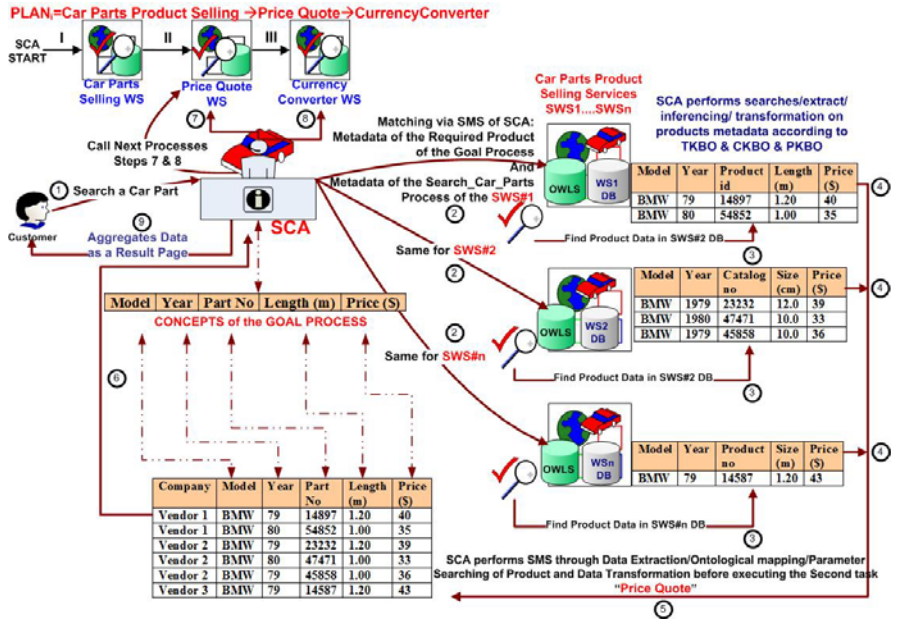 PLANi=Car Parts Product Selling →Price Quote→CurrencyConverter
SCA
START
I
II
III
Car Parts
Selling WS
Price Quote
WS
Currency
Converter WS
7
8
Call Next Processes
Steps 7 & 8
1 Search a Car Part
Customer
9
Aggregates Data
as a Result Page
SCA
Matching via SMS of SCA:
Metadata of the Required Product
of the Goal Process
And
Metadata of the Search_Car_Parts
Process of the SWS#1
2
Same for SWS#2
2
Same for SWS#n
2
Car Parts Product
Selling Services
SWS1....SWSn
SCA performs searches/extract/
inferencing/ transformation on
products metadata according to
TKBO & CKBO & PKBO
OWLS
WS1
DB
Model Year Product id Length (m) Price ($)
BMW 79 14897 1.20 40
BMW 80 54852 1.00 35
4
Find Product Data in SWS#2 DB
3
OWLS
WS2
DB
Model Year Catalog no Size (cm) Price ($)
BMW 1979 23232 12.0 39
BMW 1980 47471 10.0 33
BMW 1979 45858 10.0 36
4
Find Product Data in SWS#2 DB
3
OWLS
WSn
DB
Model Year Product no Size (m) Price ($)
BMW 79 14587 1.20 43
4
Find Product Data in SWS#n DB
3
Model Year Part No Length (m) Price ($)
CONCEPTS of the GOAL PROCESS
6
Company Model Year Part No Length (m) Price ($)
Vendor 1 BMW 79 14897 1.20 40
Vendor 1 BMW 80 54852 1.00 35
Vendor 2 BMW 79 23232 1.20 39
Vendor 2 BMW 80 47471 1.00 33
Vendor 2 BMW 79 45858 1.00 36
Vendor 3 BMW 79 14587 1.20 43
SCA performs SMS through Data Extraction/Ontological mapping/Parameter
Searching of Product and Data Transformation before executing the Second task
“Price Quote”
5